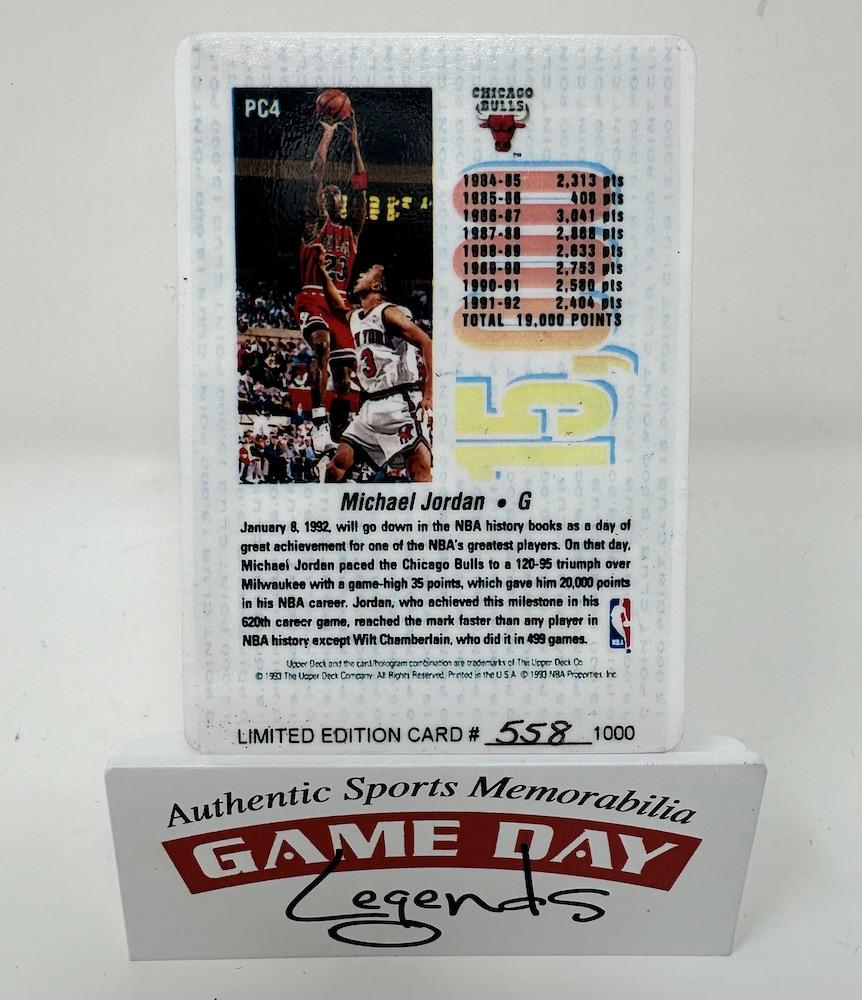 PC4
CHICAGO
BULLS
1984-85 2,313 pts
1985-86 408 pts
1986-87 3,041 pts
1987-88 2,868 pts
1988-89 2,633 pts
1989-90 2,753 pts
1990-91 2,580 pts
1991-92 2,404 pts
TOTAL 19,000 POINTS
15,000
23
3
Michael Jordan • G
January 8, 1992, will go down in the NBA history books as a day of
great achievement for one of the NBA's greatest players. On that day,
Michael Jordan paced the Chicago Bulls to a 120-95 triumph over
Milwaukee with a game-high 35 points, which gave him 20,000 points
in his NBA career. Jordan, who achieved this milestone in his
620th career game, reached the mark faster than any player in
NBA history except Wilt Chamberlain, who did it in 499 games.
NBA
Upper Deck and the card/hologram combination are trademarks of The Upper Deck Co
© 1993 The Upper Deck Company. All Rights Reserved. Printed in the U.S.A. © 1993 NBA Properties, Inc.
LIMITED EDITION CARD # 558 1000
Authentic Sports Memorabilia
GAME DAY
Legends